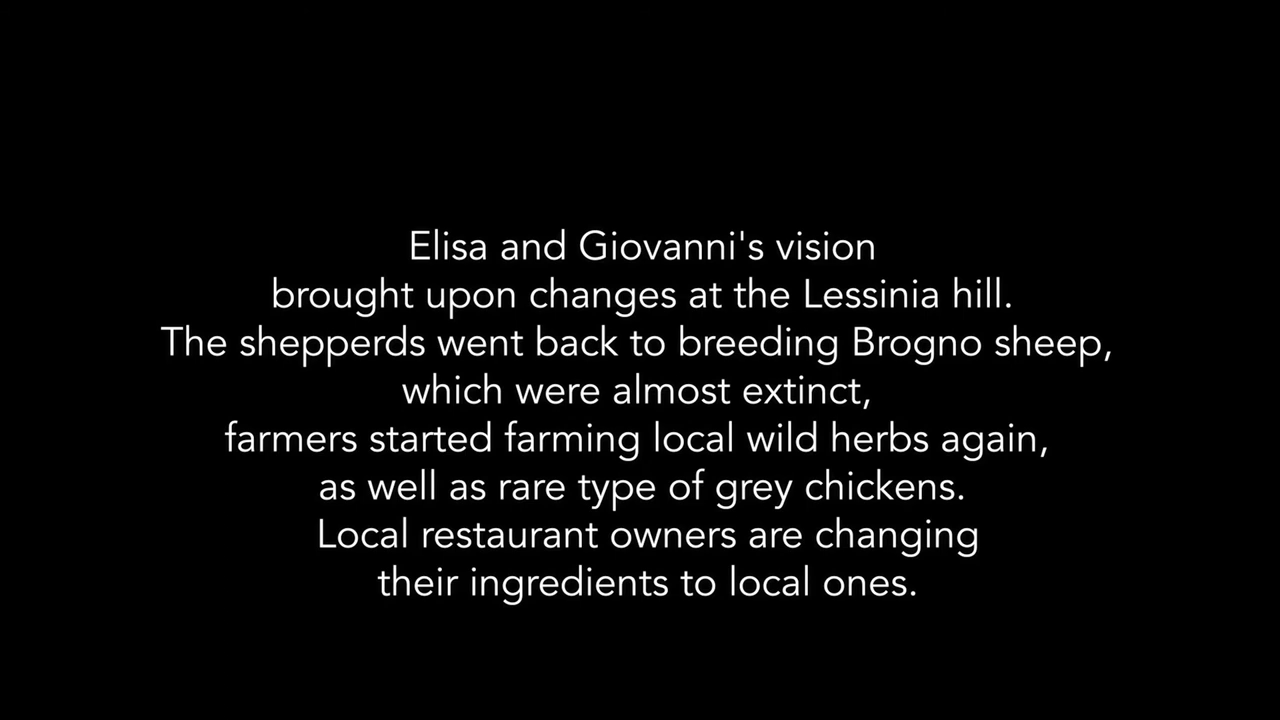 Elisa and Giovanni's vision
brought upon changes at the Lessinia hill.
The shepperds went back to breeding Brogno sheep,
which were almost extinct,
farmers started farming local wild herbs again,
as well as rare type of grey chickens.
Local restaurant owners are changing
their ingredients to local ones.